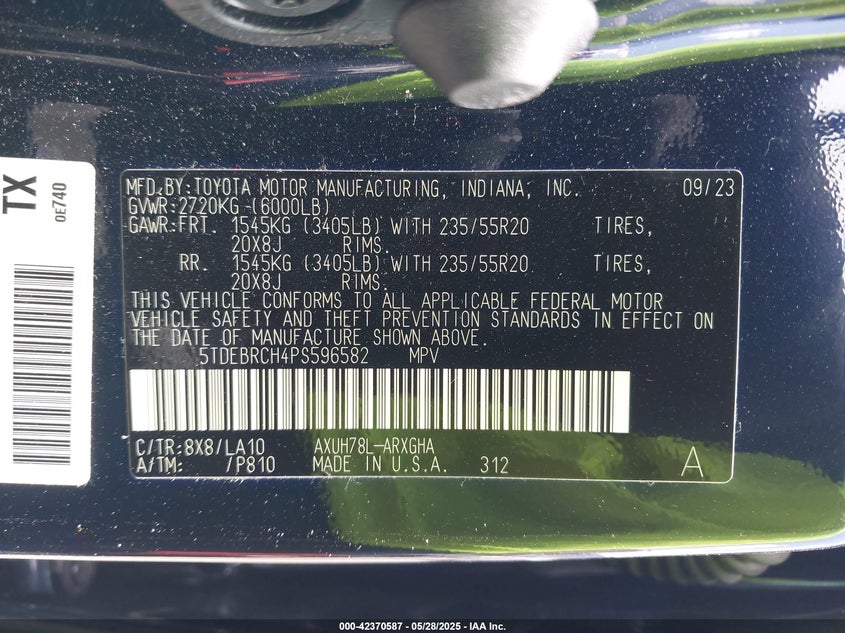 TX
0E740
MFD.BY:TOYOTA MOTOR MANUFACTURING, INDIANA, INC. 09/23
GVWR:2720KG (6000LB)
GAWR:FRT. 1545KG (3405LB) WITH 235/55R20 TIRES,
20X8J RIMS.
RR. 1545KG (3405LB) WITH 235/55R20 TIRES,
20X8J RIMS.
THIS VEHICLE CONFORMS TO ALL APPLICABLE FEDERAL MOTOR
VEHICLE SAFETY AND THEFT PREVENTION STANDARDS IN EFFECT ON
THE DATE OF MANUFACTURE SHOWN ABOVE.
5TDEBRCH4PS596582 MPV
C/TR:8X8/LA10 AXUH78L-ARXGHA
A/TM: /P810 MADE IN U.S.A. 312 A
000-42370587 - 05/28/2025 - IAA Inc.